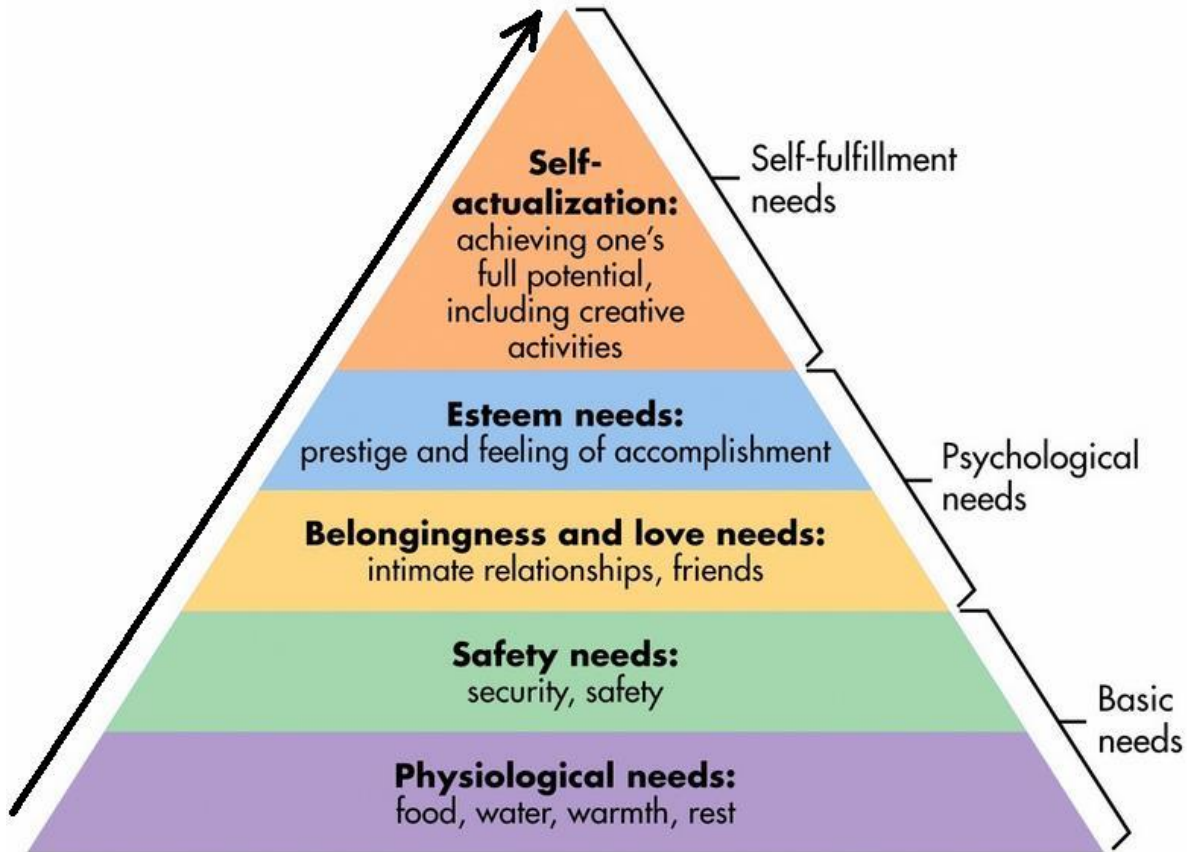 Self-
actualization:
achieving one's
full potential,
including creative
activities
Self-fulfillment
needs
Esteem needs:
prestige and feeling of accomplishment
Belongingness and love needs:
intimate relationships, friends
Psychological
needs
Safety needs:
security, safety
Physiological needs:
food, water, warmth, rest
Basic
needs